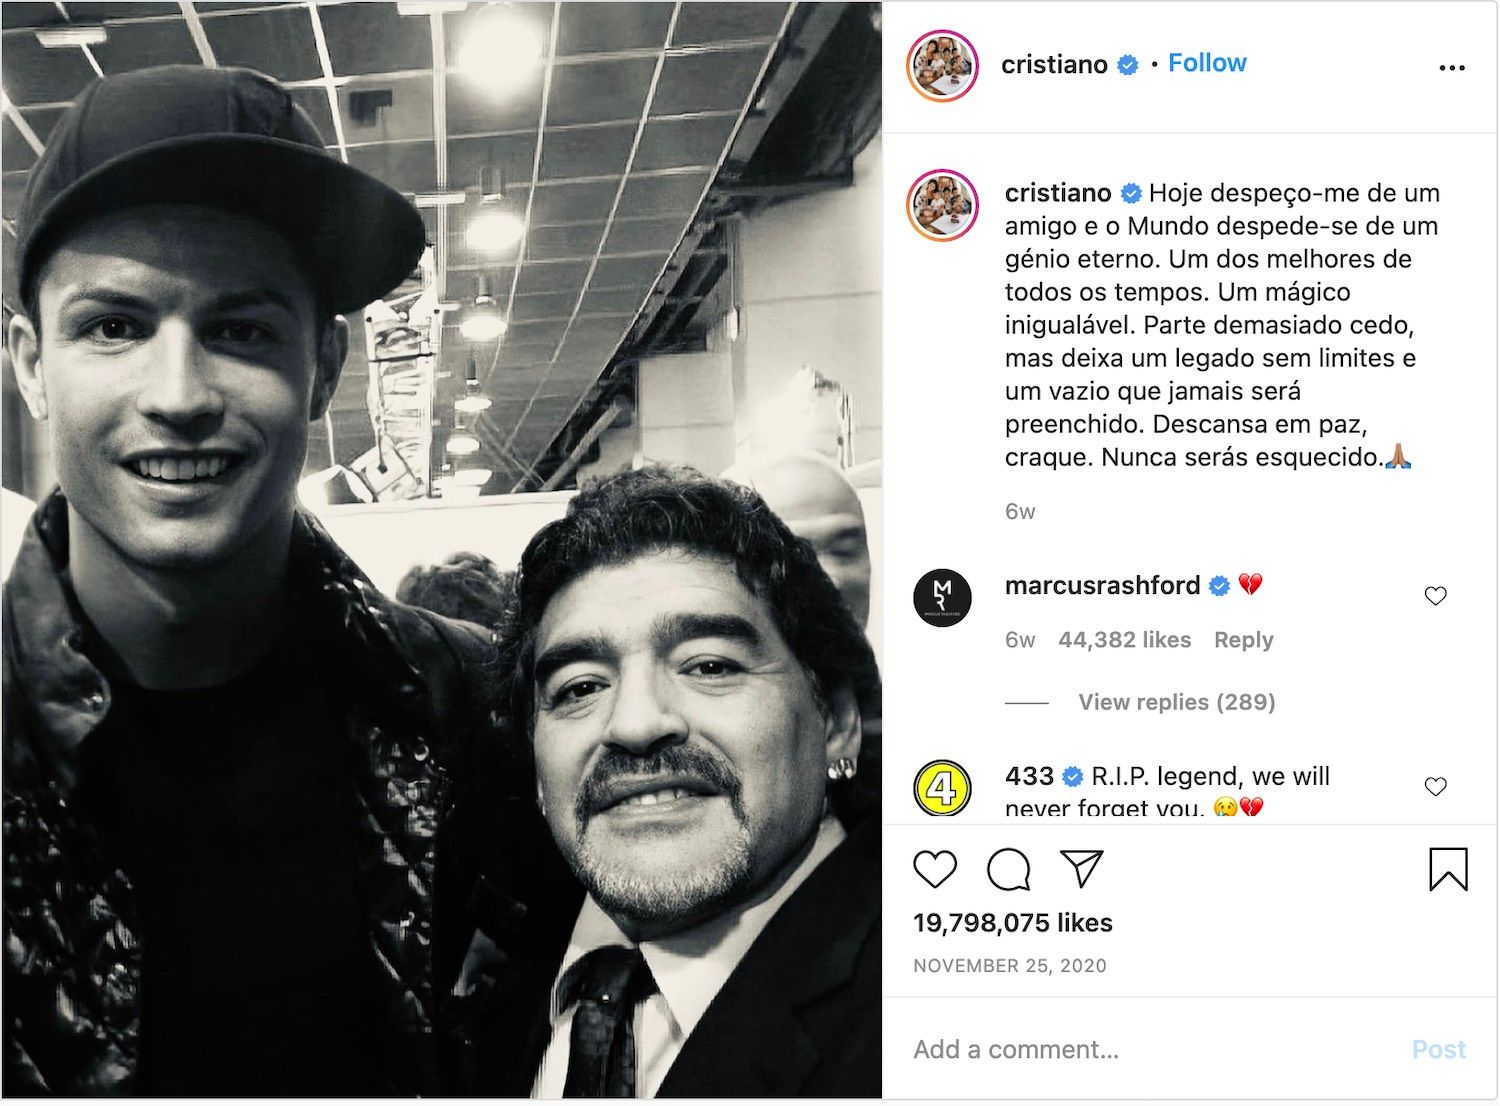 cristiano • Follow
cristiano Hoje despeço-me de um
amigo e o Mundo despede-se de um
génio eterno. Um dos melhores de
todos os tempos. Um mágico
inigualável. Parte demasiado cedo,
mas deixa um legado sem limites e
um vazio que jamais será
preenchido. Descansa em paz,
craque. Nunca serás esquecido.🙏🏽
6w
marcusrashford 💔
6w 44,382 likes Reply
View replies (289)
433 R.I.P. legend, we will
never forget you. 😢💔
19,798,075 likes
NOVEMBER 25, 2020
Add a comment...
Post